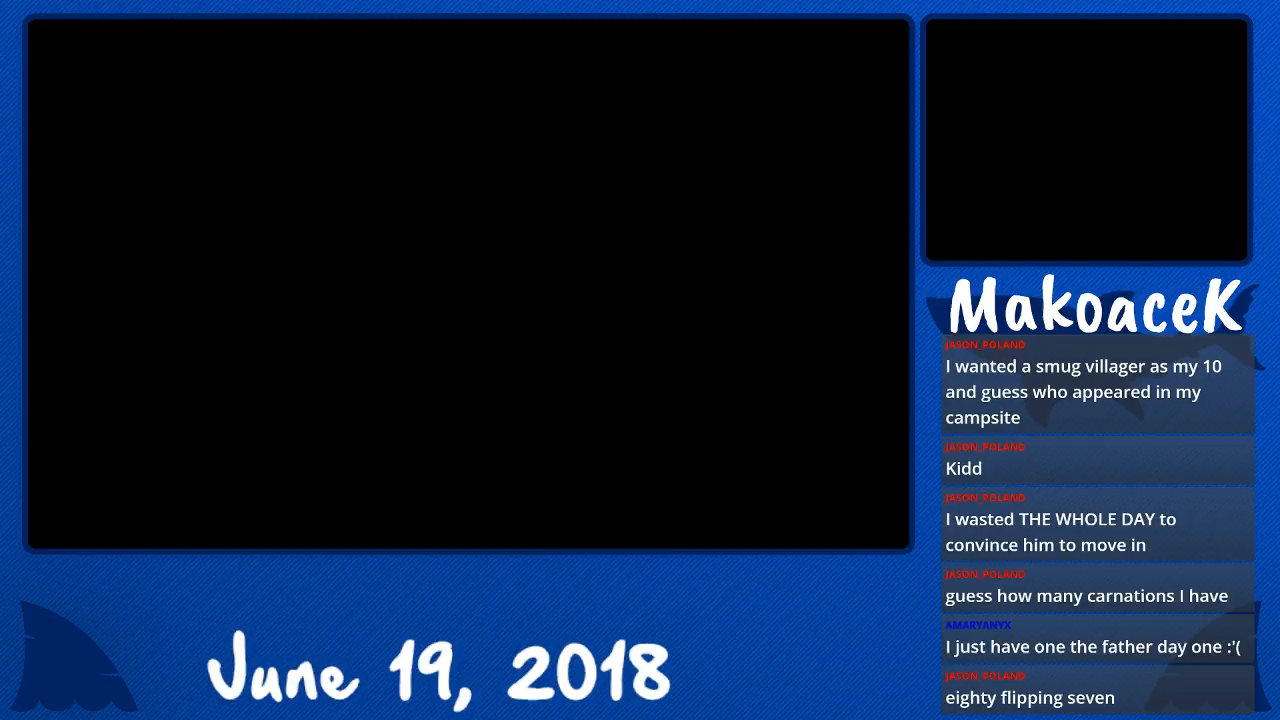 MakoaceK
JASON_POLAND
I wanted a smug villager as my 10
and guess who appeared in my
campsite
JASON_POLAND
Kidd
JASON_POLAND
I wasted THE WHOLE DAY to
convince him to move in
JASON_POLAND
guess how many carnations I have
AMARYANYX
I just have one the father day one :'(
JASON_POLAND
eighty flipping seven
June 19, 2018